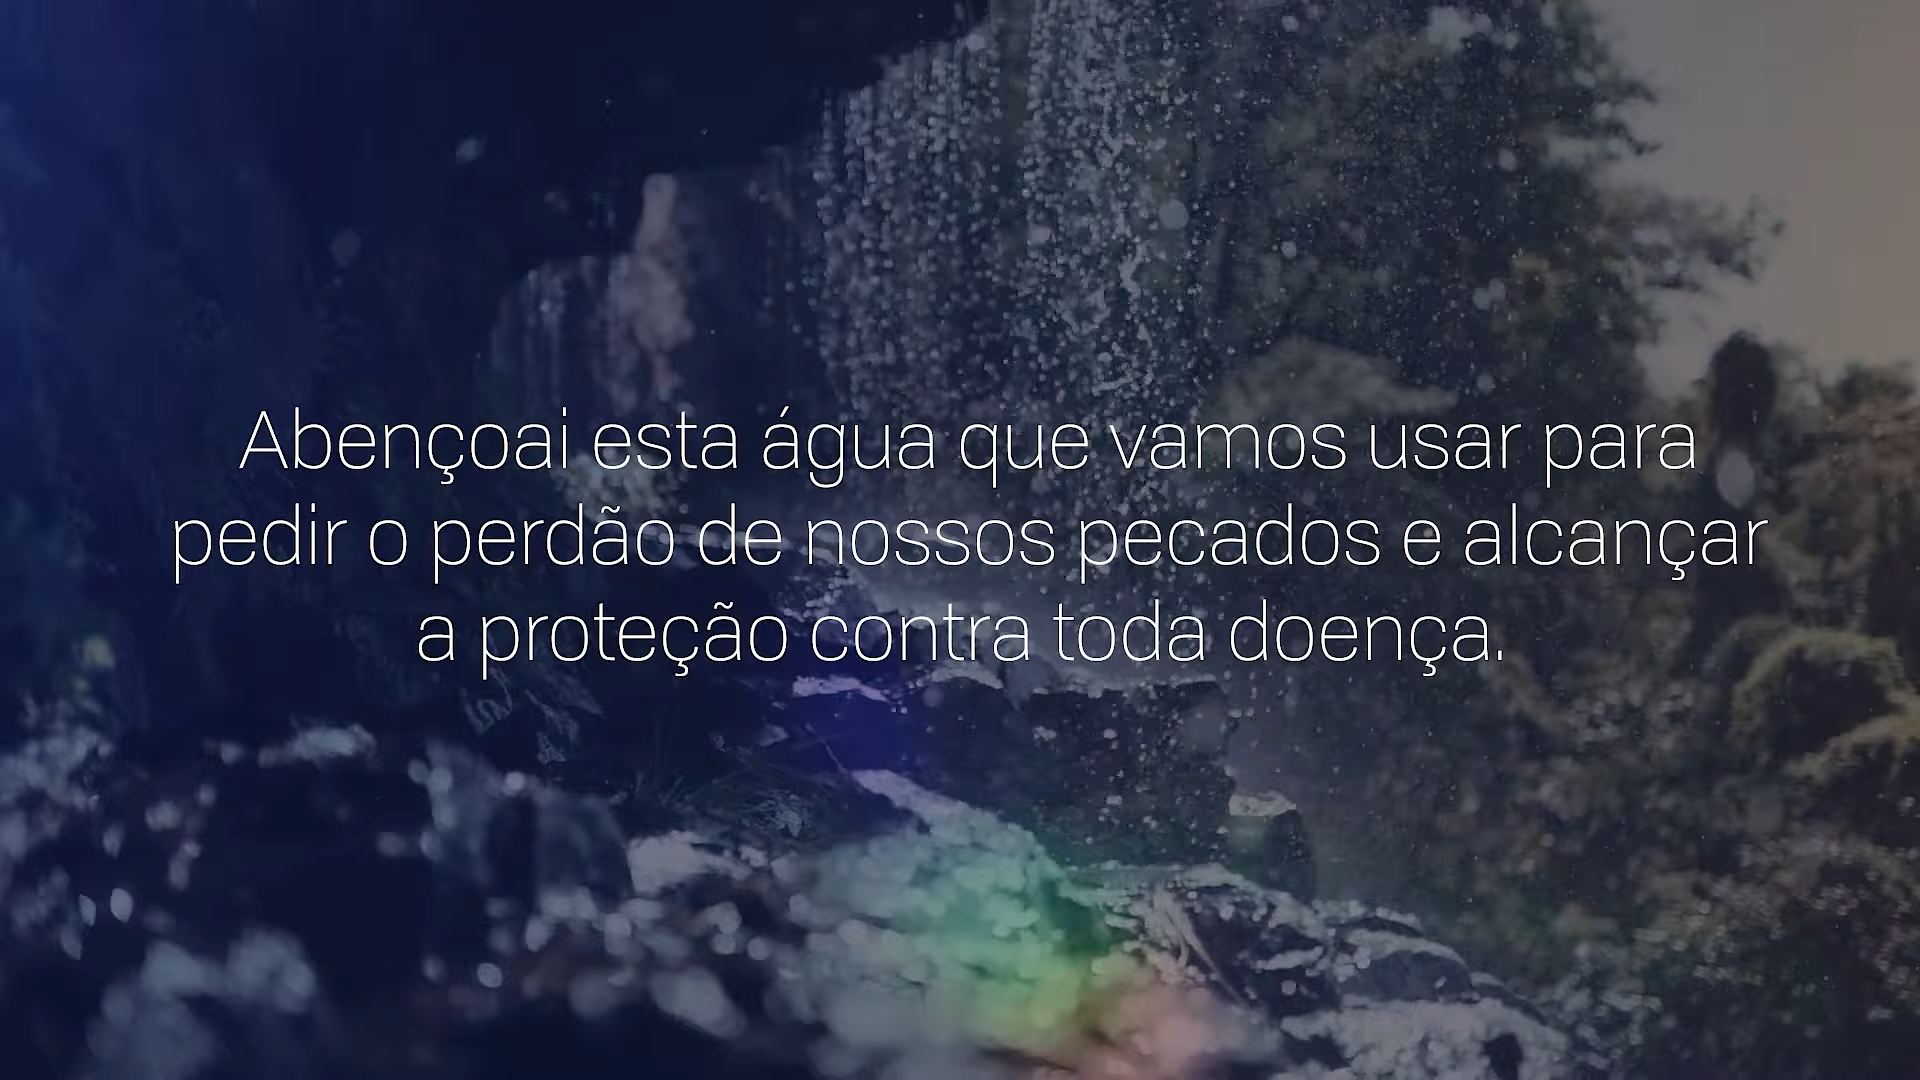 Abençoai esta água que vamos usar para
pedir o perdão de nossos pecados e alcançar
a proteção contra toda doença.